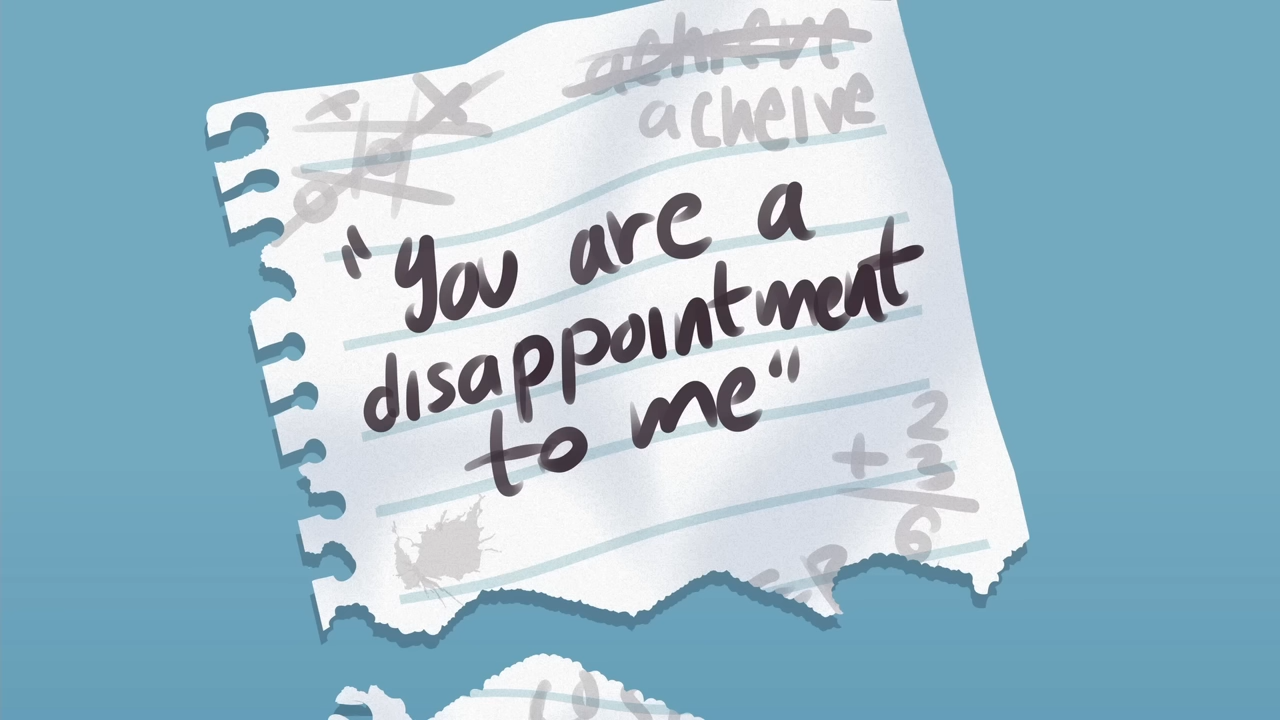 achieve
acheive
"You are a
disappointment
to me"
2
+ 3
6